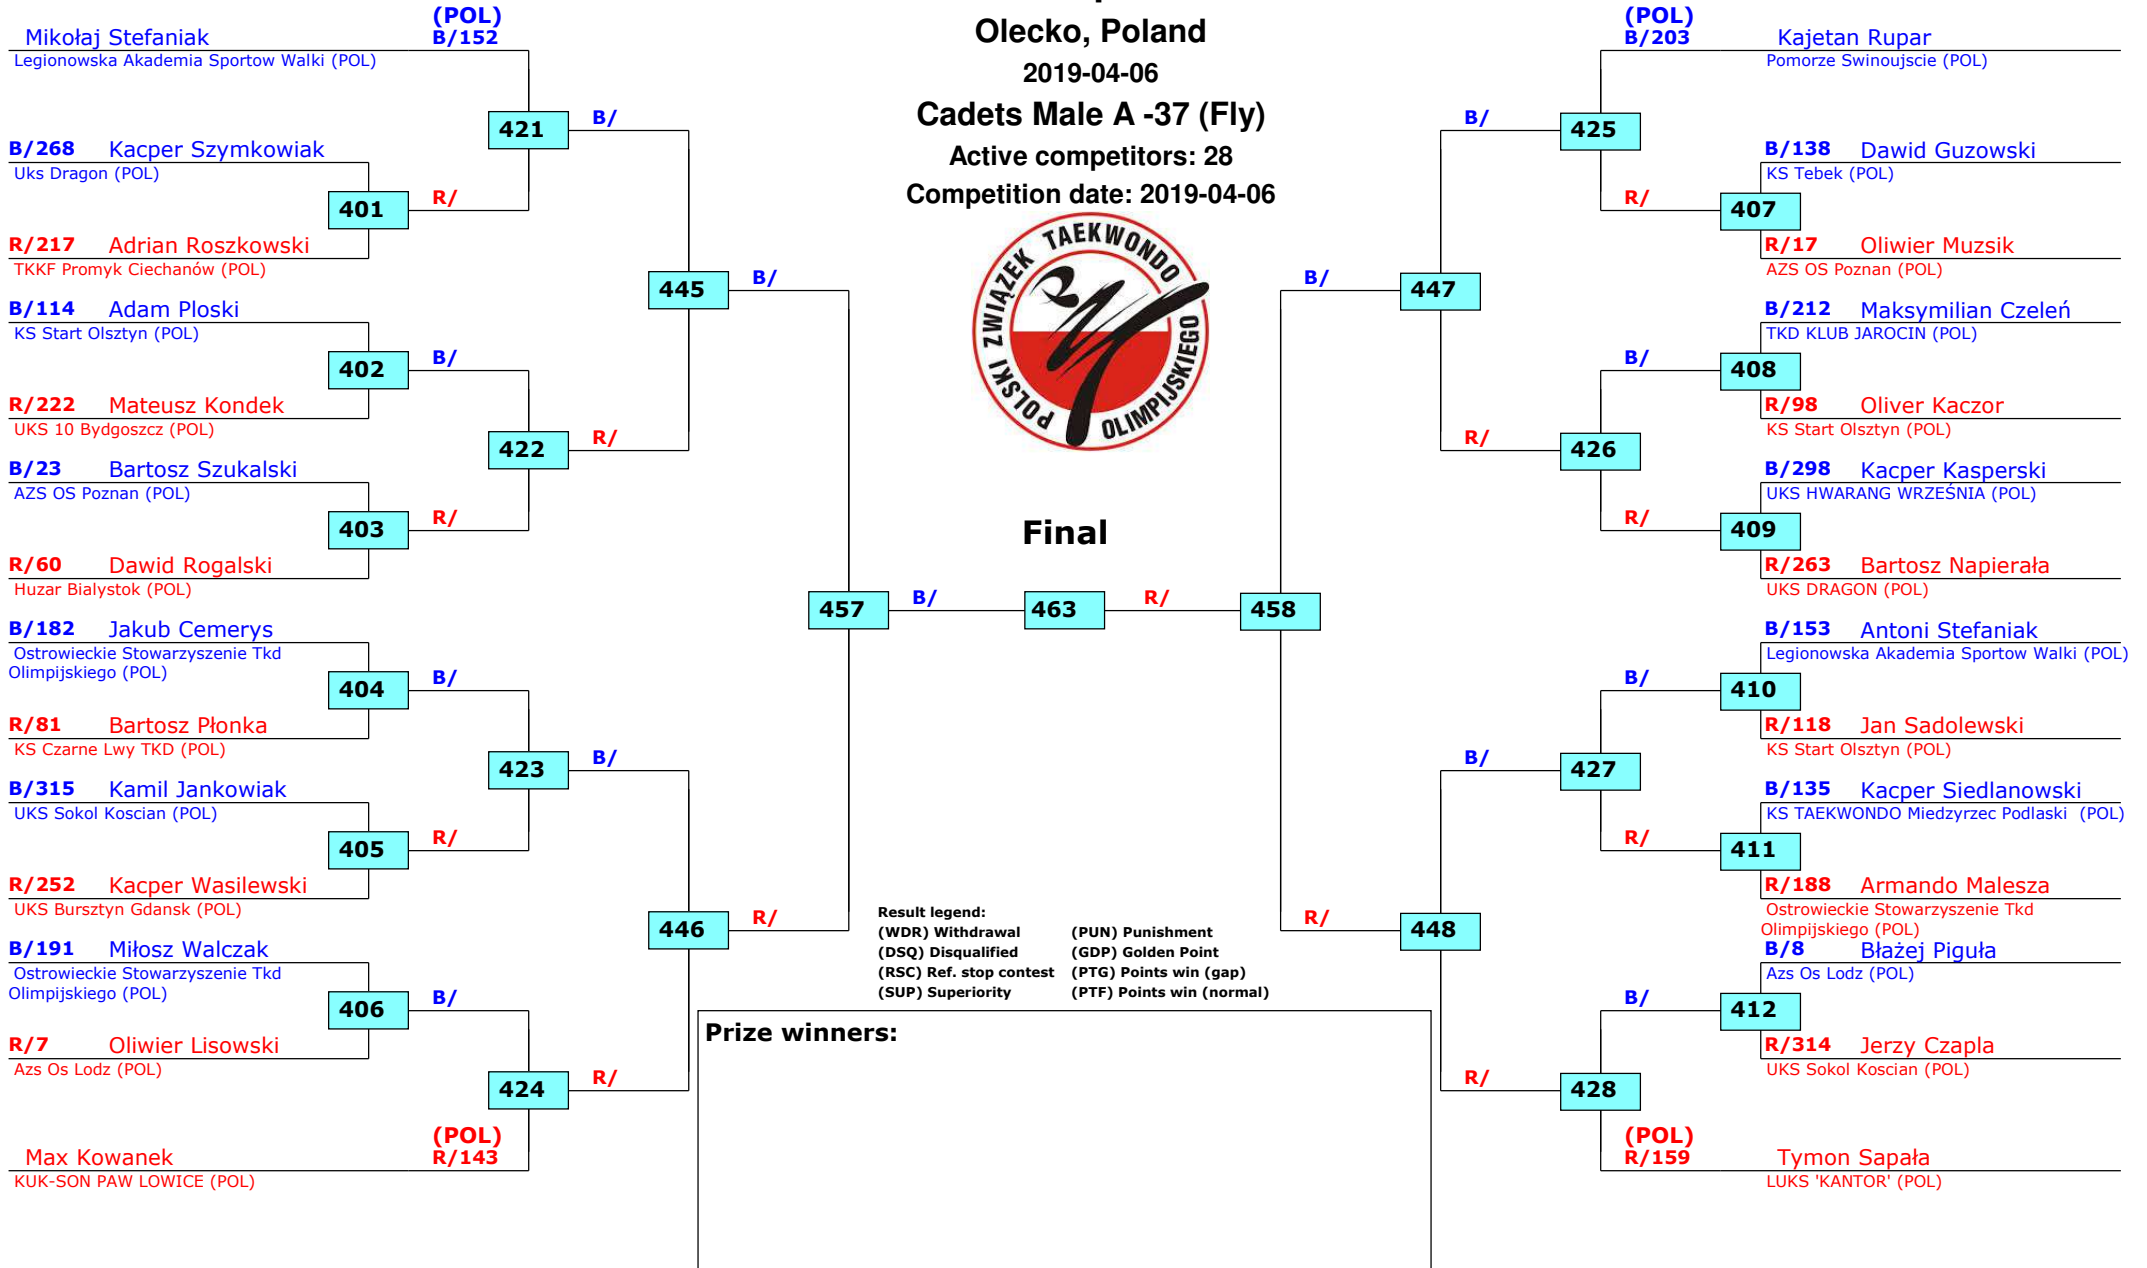 Olecko, Poland
2019-04-06
Cadets Male A -37 (Fly)
Active competitors: 28
Competition date: 2019-04-06
POLSKI ZWIĄZEK TAEKWONDO OLIMPIJSKIEGO
(POL)
Mikołaj Stefaniak B/152
Legionowska Akademia Sportow Walki (POL)
421
B/
B/268 Kacper Szymkowiak
Uks Dragon (POL)
401
R/
R/217 Adrian Roszkowski
TKKF Promyk Ciechanów (POL)
445
B/
B/114 Adam Ploski
KS Start Olsztyn (POL)
402
B/
R/222 Mateusz Kondek
UKS 10 Bydgoszcz (POL)
422
R/
B/23 Bartosz Szukalski
AZS OS Poznan (POL)
403
R/
R/60 Dawid Rogalski
Huzar Bialystok (POL)
457
B/
B/182 Jakub Cemerys
Ostrowieckie Stowarzyszenie Tkd
Olimpijskiego (POL)
404
B/
R/81 Bartosz Płonka
KS Czarne Lwy TKD (POL)
423
B/
B/315 Kamil Jankowiak
UKS Sokol Koscian (POL)
405
R/
R/252 Kacper Wasilewski
UKS Bursztyn Gdansk (POL)
446
R/
B/191 Miłosz Walczak
Ostrowieckie Stowarzyszenie Tkd
Olimpijskiego (POL)
406
B/
R/7 Oliwier Lisowski
Azs Os Lodz (POL)
424
R/
(POL)
Max Kowanek R/143
KUK-SON PAW LOWICE (POL)
Final
463
R/
458
(POL)
B/203 Kajetan Rupar
Pomorze Swinoujscie (POL)
B/
425
B/138 Dawid Guzowski
KS Tebek (POL)
R/
407
R/17 Oliwier Muzsik
AZS OS Poznan (POL)
B/
447
B/212 Maksymilian Czeleń
TKD KLUB JAROCIN (POL)
B/
408
R/98 Oliver Kaczor
KS Start Olsztyn (POL)
R/
426
B/298 Kacper Kasperski
UKS HWARANG WRZEŚNIA (POL)
R/
409
R/263 Bartosz Napierała
UKS DRAGON (POL)
B/153 Antoni Stefaniak
Legionowska Akademia Sportow Walki (POL)
B/
410
R/118 Jan Sadolewski
KS Start Olsztyn (POL)
B/
427
B/135 Kacper Siedlanowski
KS TAEKWONDO Miedzyrzec Podlaski (POL)
R/
411
R/188 Armando Malesza
Ostrowieckie Stowarzyszenie Tkd
Olimpijskiego (POL)
R/
448
B/8 Błażej Piguła
Azs Os Lodz (POL)
B/
412
R/314 Jerzy Czapla
UKS Sokol Koscian (POL)
R/
428
(POL)
R/159 Tymon Sapała
LUKS 'KANTOR' (POL)
Result legend:
(WDR) Withdrawal (PUN) Punishment
(DSQ) Disqualified (GDP) Golden Point
(RSC) Ref. stop contest (PTG) Points win (gap)
(SUP) Superiority (PTF) Points win (normal)
Prize winners: